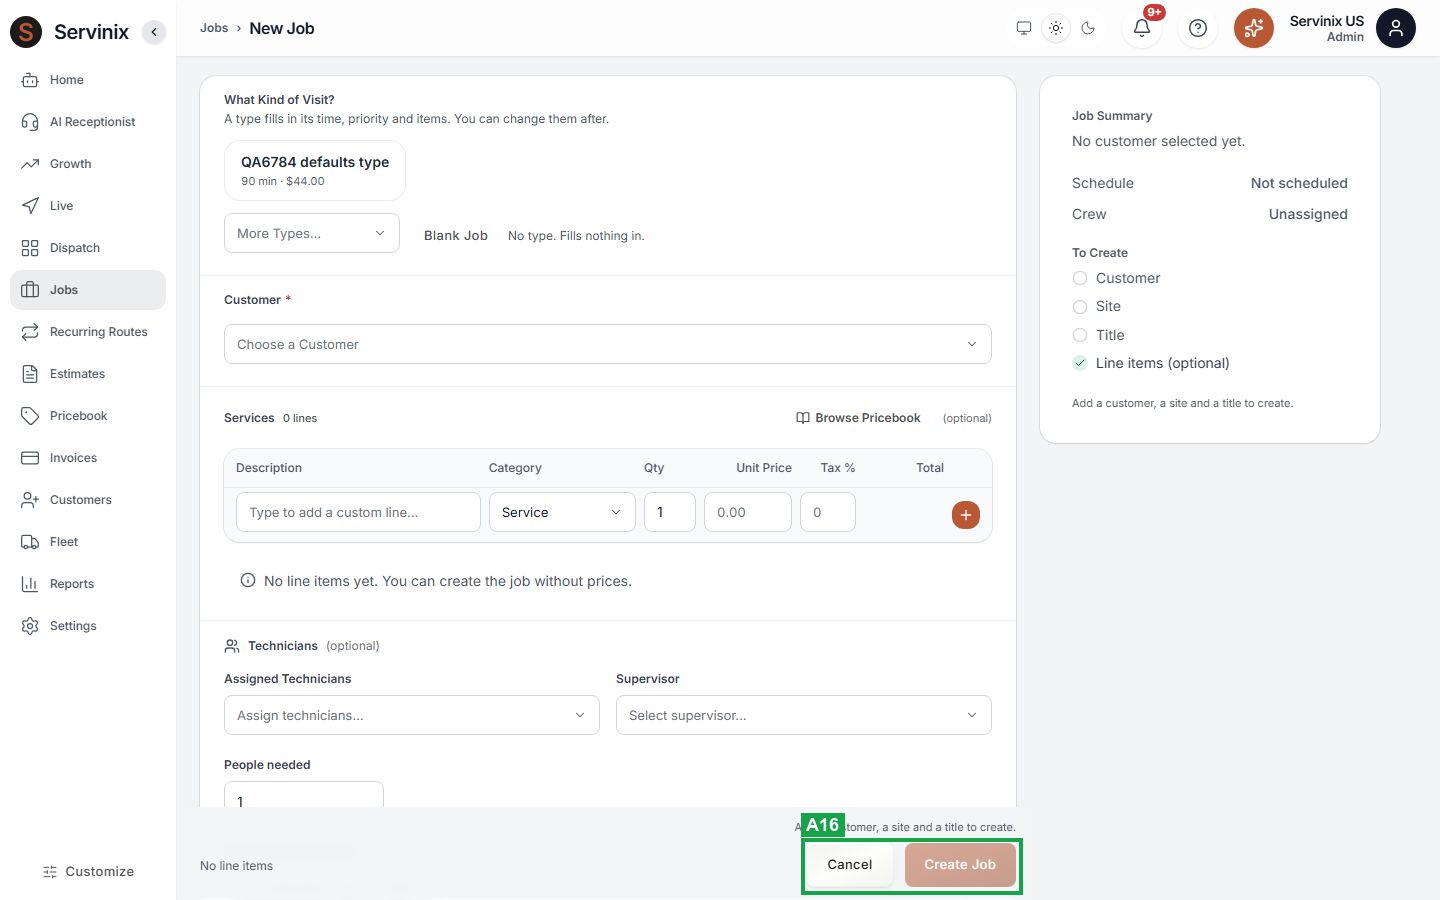 S
Servinix
Home
AI Receptionist
Growth
Live
Dispatch
Jobs
Recurring Routes
Estimates
Pricebook
Invoices
Customers
Fleet
Reports
Settings
Customize
Jobs › New Job
9+
Servinix US
Admin
What Kind of Visit?
A type fills in its time, priority and items. You can change them after.
QA6784 defaults type
90 min · $44.00
More Types...
Blank Job
No type. Fills nothing in.
Customer *
Choose a Customer
Services 0 lines
Browse Pricebook
(optional)
Description Category Qty Unit Price Tax % Total
Type to add a custom line... Service 1 0.00 0
No line items yet. You can create the job without prices.
Technicians (optional)
Assigned Technicians
Assign technicians...
Supervisor
Select supervisor...
People needed
1
A16
tomer, a site and a title to create.
No line items
Cancel
Create Job
Job Summary
No customer selected yet.
Schedule Not scheduled
Crew Unassigned
To Create
Customer
Site
Title
Line items (optional)
Add a customer, a site and a title to create.